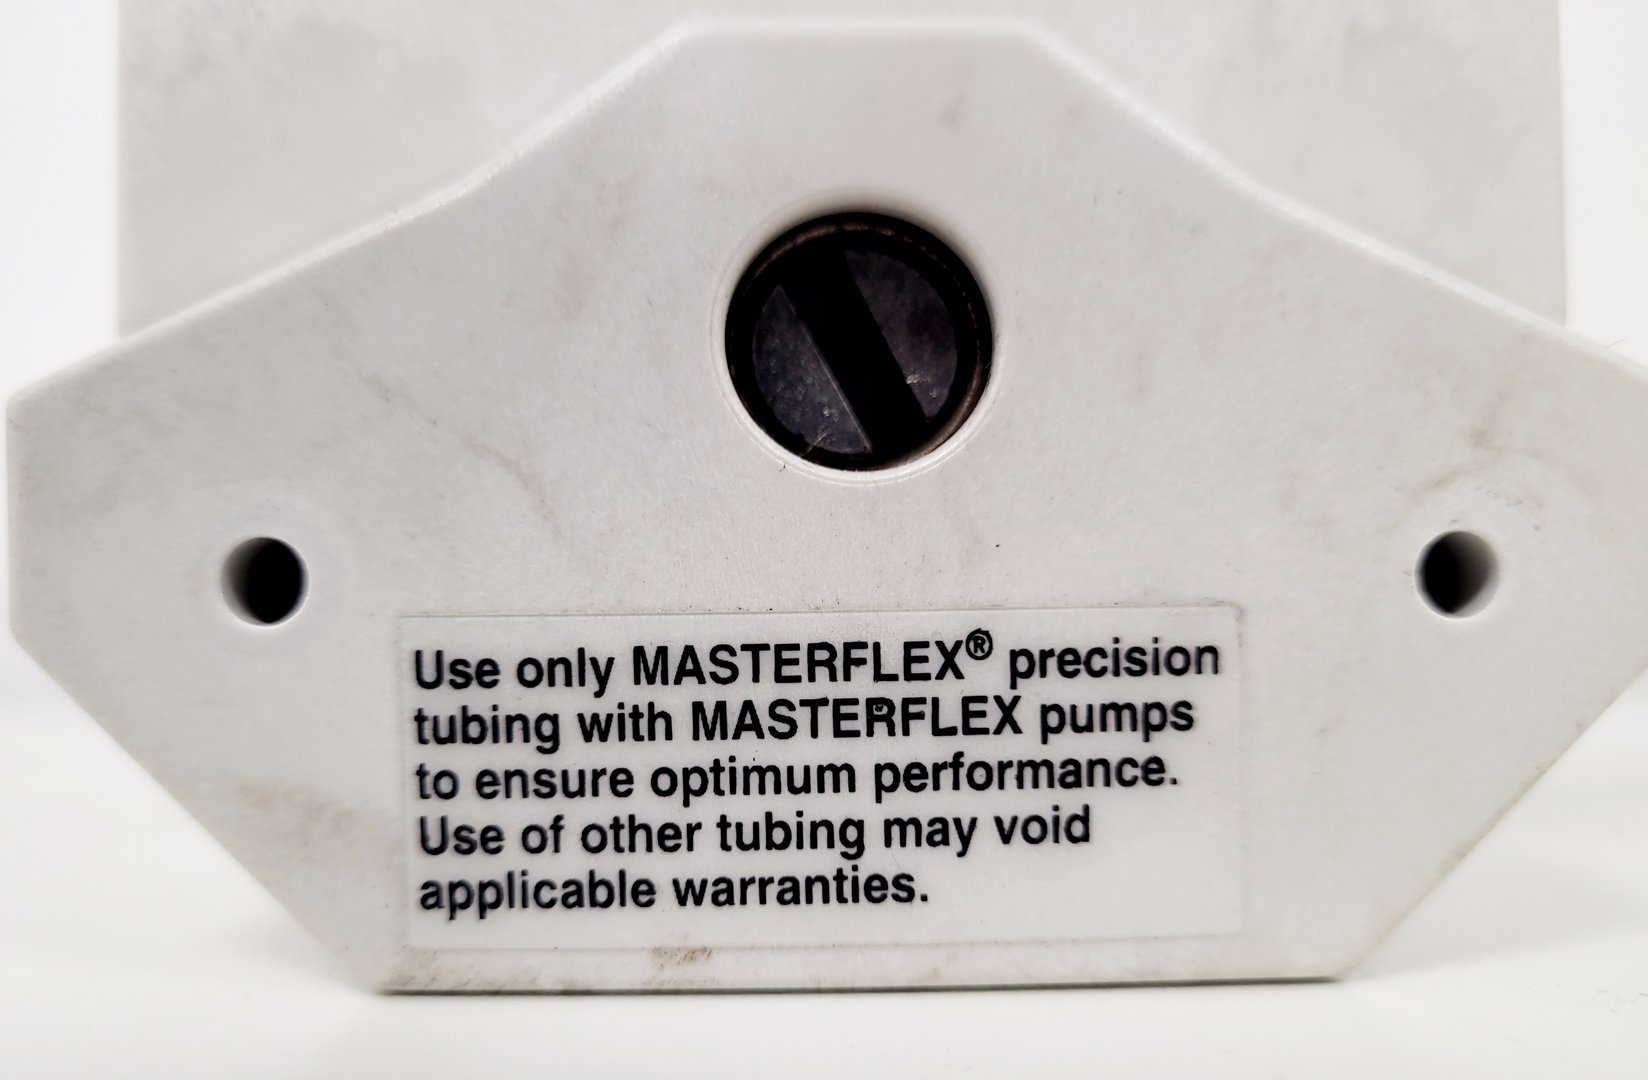 Use only MASTERFLEX® precision
tubing with MASTERFLEX pumps
to ensure optimum performance.
Use of other tubing may void
applicable warranties.